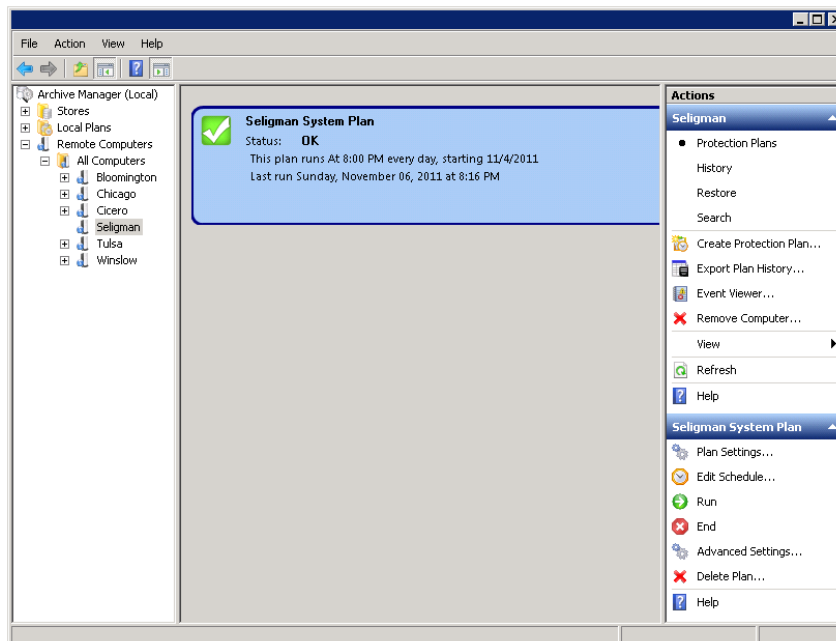 File Action View Help
Archive Manager (Local)
Stores
Local Plans
Remote Computers
All Computers
Bloomington
Chicago
Cicero
Seligman
Tulsa
Winslow
Seligman System Plan
Status: OK
This plan runs At 8:00 PM every day, starting 11/4/2011
Last run Sunday, November 06, 2011 at 8:16 PM
Actions
Seligman
Protection Plans
History
Restore
Search
Create Protection Plan...
Export Plan History...
Event Viewer...
Remove Computer...
View
Refresh
Help
Seligman System Plan
Plan Settings...
Edit Schedule...
Run
End
Advanced Settings...
Delete Plan...
Help